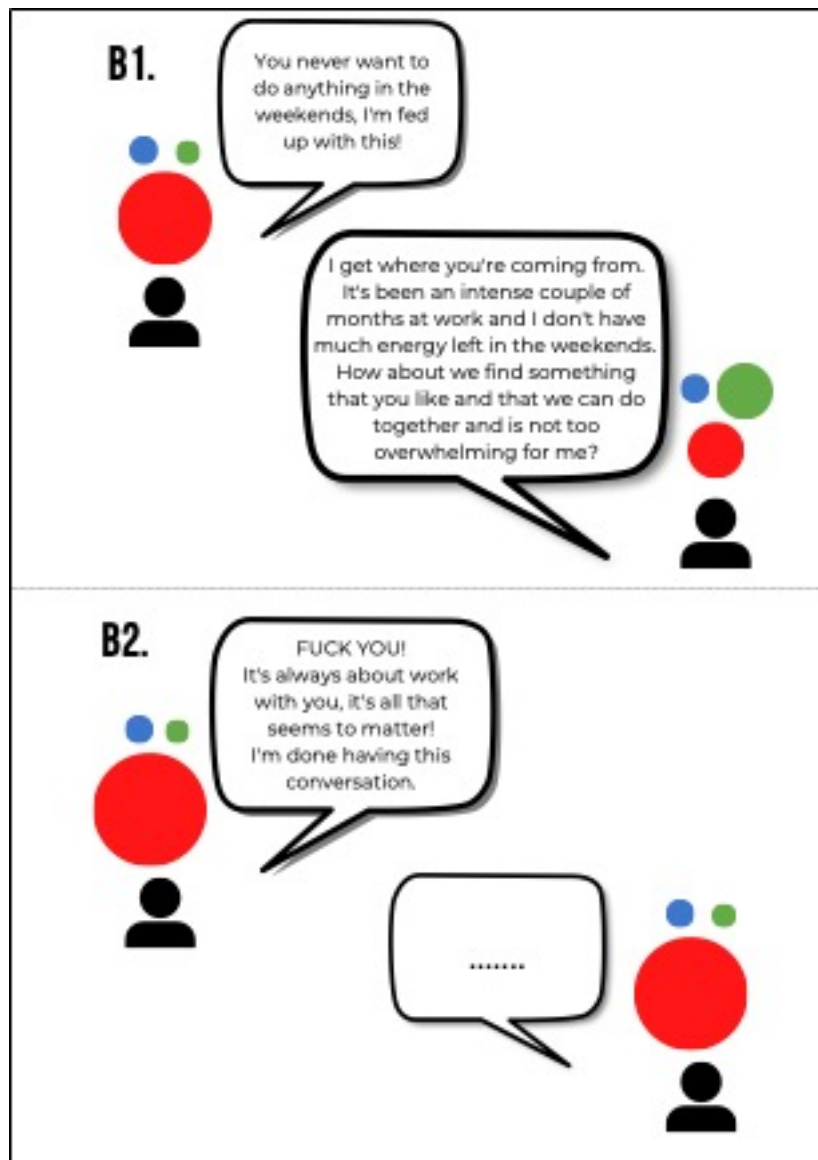 B1.
You never want to
do anything in the
weekends, I'm fed
up with this!
I get where you're coming from.
It's been an intense couple of
months at work and I don't have
much energy left in the weekends.
How about we find something
that you like and that we can do
together and is not too
overwhelming for me?
B2.
FUCK YOU!
It's always about work
with you, it's all that
seems to matter!
I'm done having this
conversation.
.......